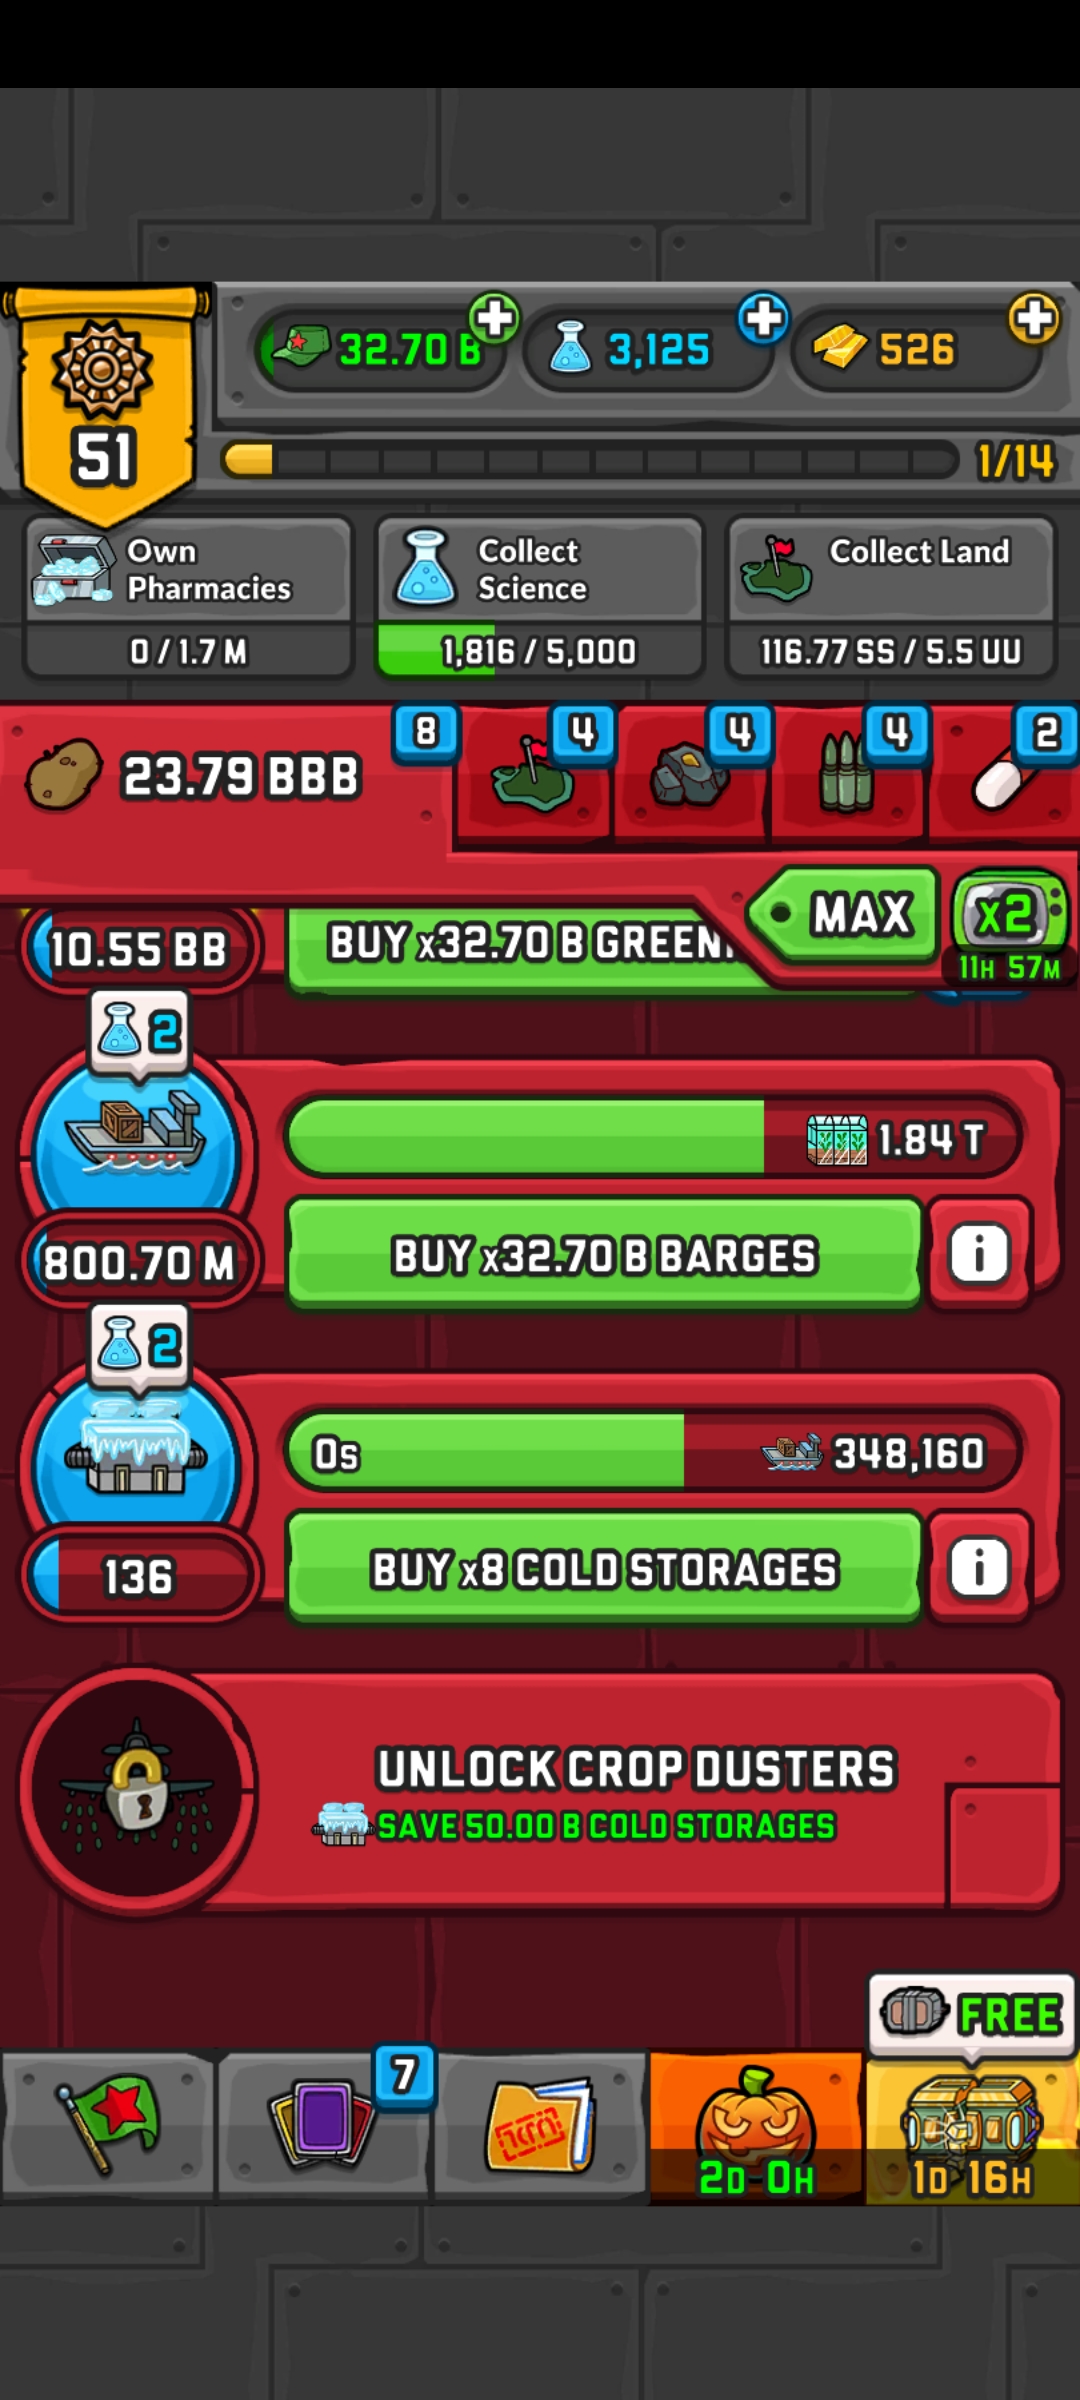 32.70 B
3,125
526
51
1/14
Own
Pharmacies
0 / 1.7 M
Collect
Science
1,816 / 5,000
Collect Land
116.77 SS / 5.5 UU
23.79 BBB
8
4
4
4
2
MAX
x2
11H 57M
10.55 BB
BUY x32.70 B GREEN
2
1.84 T
800.70 M
BUY x32.70 B BARGES
i
2
0s
348,160
136
BUY x8 COLD STORAGES
i
UNLOCK CROP DUSTERS
SAVE 50.00 B COLD STORAGES
FREE
7
2D 0H
1D 16H